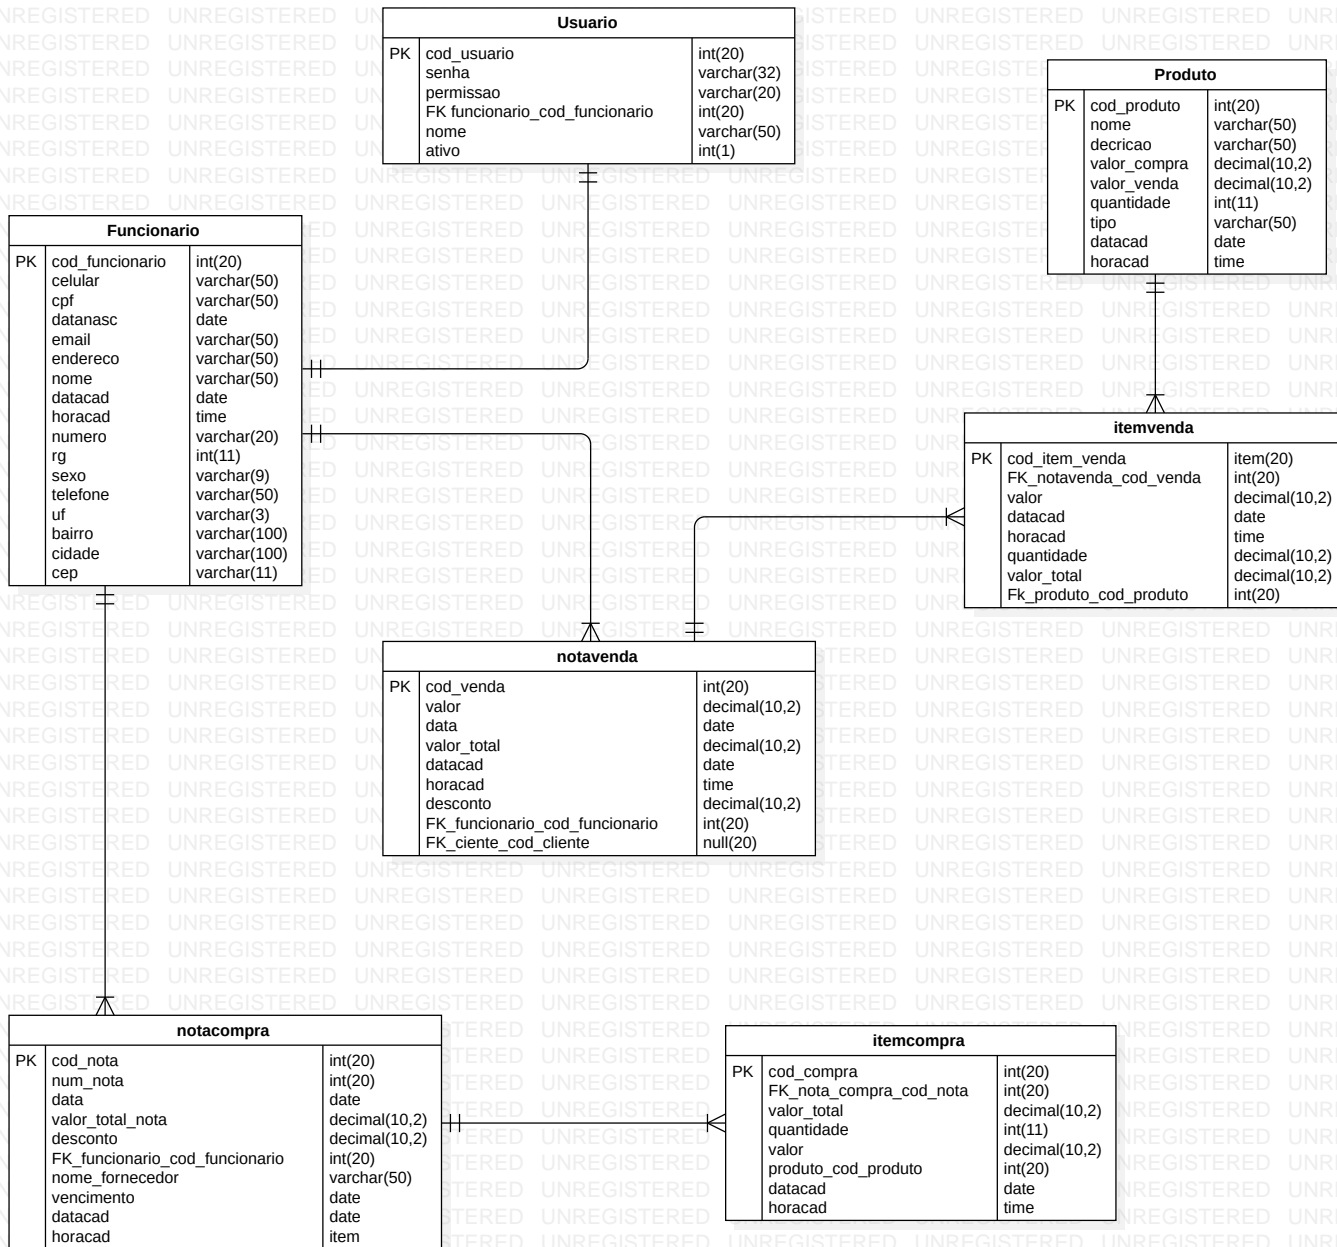 Usuario
PK cod_usuario int(20)
senha varchar(32)
permissao varchar(20)
FK funcionario_cod_funcionario int(20)
nome varchar(50)
ativo int(1)
Produto
PK cod_produto int(20)
nome varchar(50)
decricao varchar(50)
valor_compra decimal(10,2)
valor_venda decimal(10,2)
quantidade int(11)
tipo varchar(50)
datacad date
horacad time
Funcionario
PK cod_funcionario int(20)
celular varchar(50)
cpf varchar(50)
datanasc date
email varchar(50)
endereco varchar(50)
nome varchar(50)
datacad date
horacad time
numero varchar(20)
rg int(11)
sexo varchar(9)
telefone varchar(50)
uf varchar(3)
bairro varchar(100)
cidade varchar(100)
cep varchar(11)
itemvenda
PK cod_item_venda item(20)
FK_notavenda_cod_venda int(20)
valor decimal(10,2)
datacad date
horacad time
quantidade decimal(10,2)
valor_total decimal(10,2)
Fk_produto_cod_produto int(20)
notavenda
PK cod_venda int(20)
valor decimal(10,2)
data date
valor_total decimal(10,2)
datacad date
horacad time
desconto decimal(10,2)
FK_funcionario_cod_funcionario int(20)
FK_ciente_cod_cliente null(20)
notacompra
PK cod_nota int(20)
num_nota int(20)
data date
valor_total_nota decimal(10,2)
desconto decimal(10,2)
FK_funcionario_cod_funcionario int(20)
nome_fornecedor varchar(50)
vencimento date
datacad date
horacad item
itemcompra
PK cod_compra int(20)
FK_nota_compra_cod_nota int(20)
valor_total decimal(10,2)
quantidade int(11)
valor decimal(10,2)
produto_cod_produto int(20)
datacad date
horacad time
UNREGISTERED